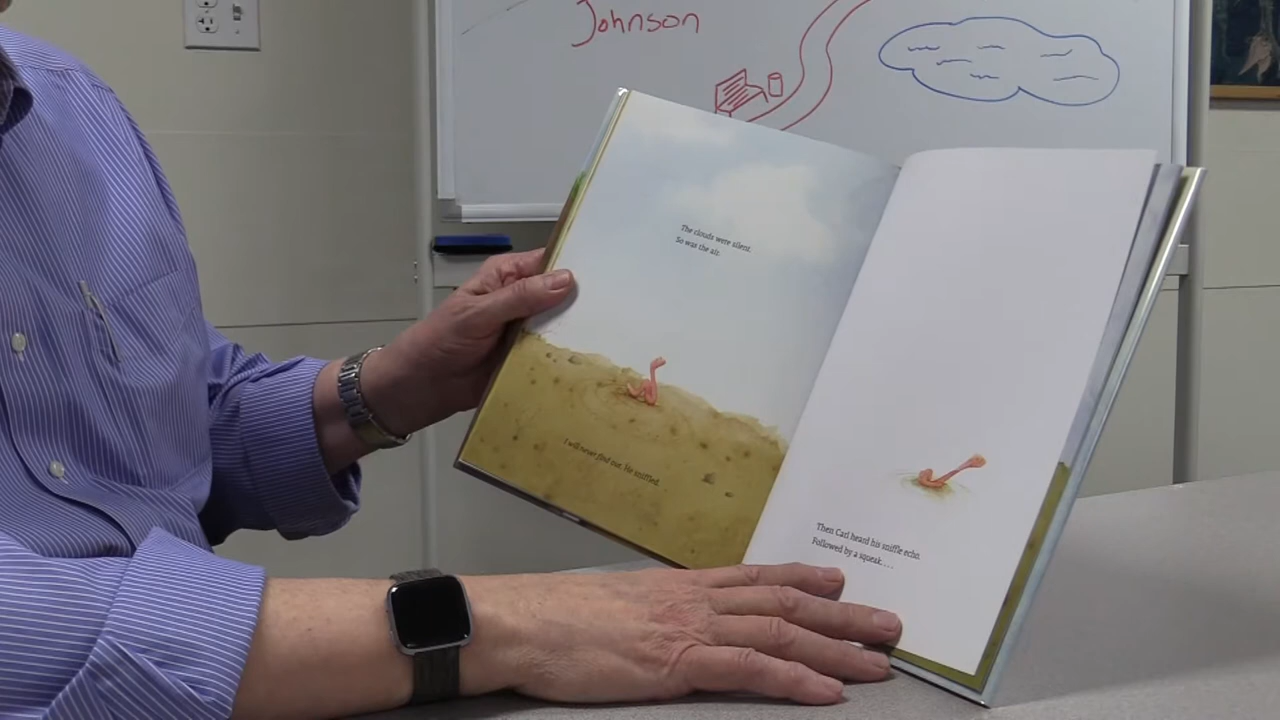 Johnson
The clouds were silent.
So was the air.
I will never find out. He sniffled.
Then Carl heard his sniffle echo.
Followed by a squeak . . . .